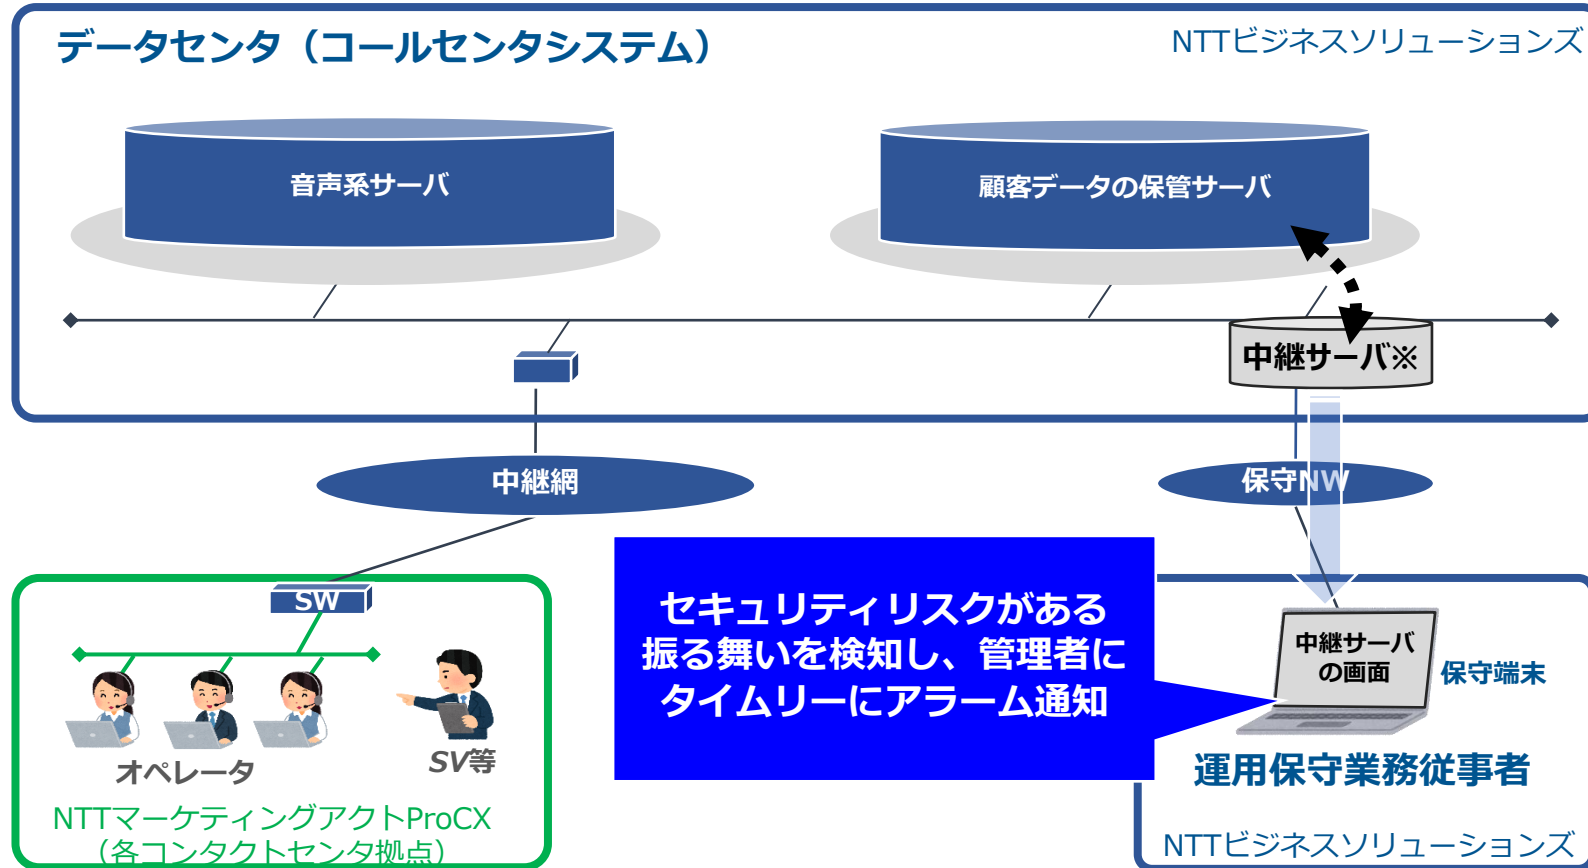 データセンタ（コールセンタシステム）
NTTビジネスソリューションズ
音声系サーバ
顧客データの保管サーバ
中継サーバ※
中継網
保守NW
SW
セキュリティリスクがある
振る舞いを検知し、管理者に
タイムリーにアラーム通知
中継サーバ
の画面
保守端末
オペレータ
SV等
運用保守業務従事者
NTTマーケティングアクトProCX
（各コンタクトセンタ拠点）
NTTビジネスソリューションズ